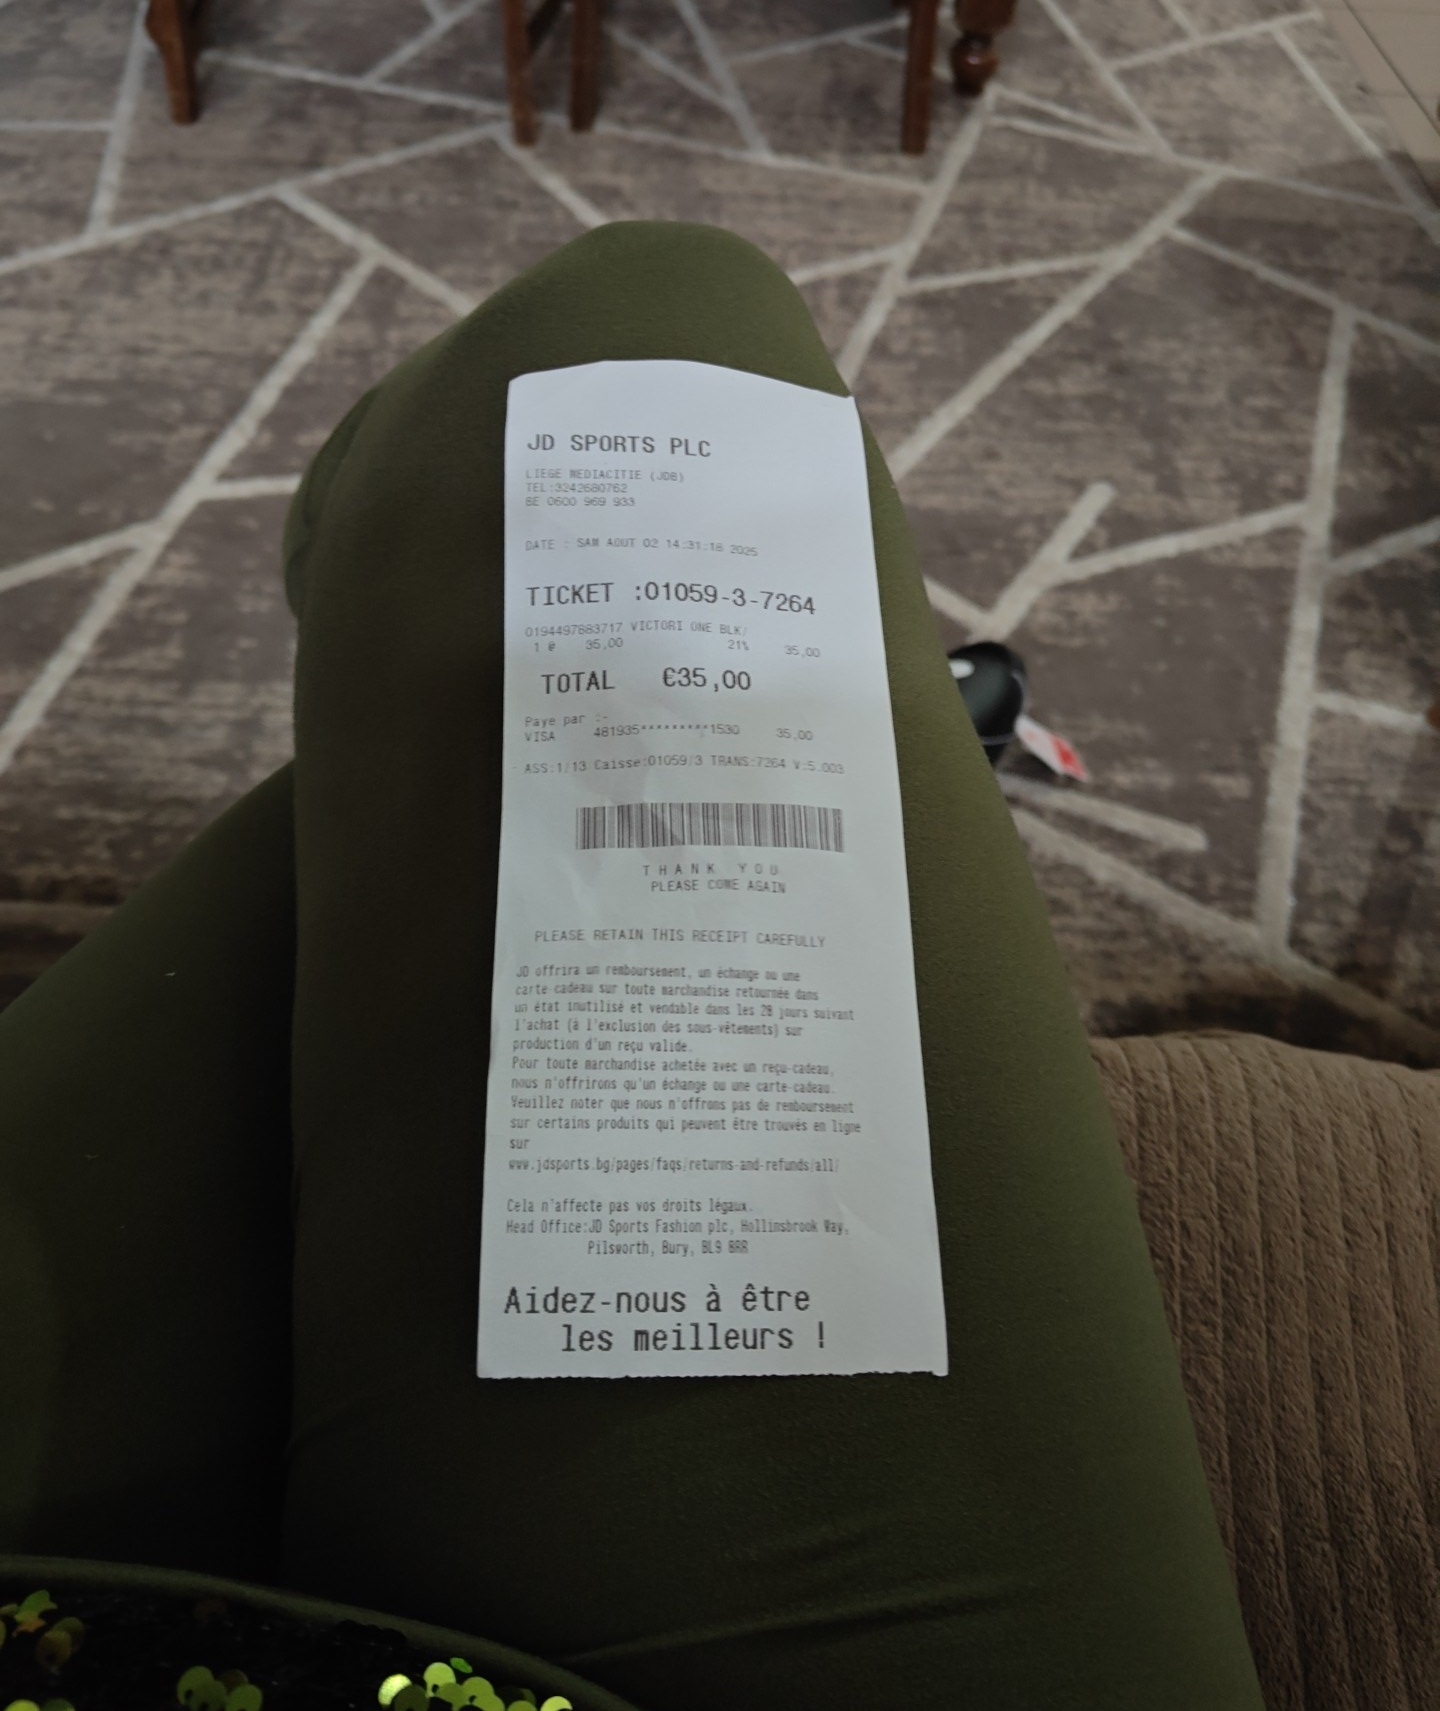 JD SPORTS PLC
LIEGE MEDIACITIE (JDB)
TEL:3242680762
BE 0600 969 933
DATE : SAM AOUT 02 14:31:18 2025
TICKET :01059-3-7264
0194497883717 VICTORI ONE BLK/
1 @ 35,00 21% 35,00
TOTAL €35,00
Paye par :-
VISA 481935*********1530 35,00
ASS:1/13 Caisse:01059/3 TRANS:7264 V:5.003
THANK YOU
PLEASE COME AGAIN
PLEASE RETAIN THIS RECEIPT CAREFULLY
JD offrira un remboursement, un échange ou une
carte-cadeau sur toute marchandise retournée dans
un état inutilisé et vendable dans les 28 jours suivant
l'achat (à l'exclusion des sous-vêtements) sur
production d'un reçu valide.
Pour toute marchandise achetée avec un reçu-cadeau,
nous n'offrirons qu'un échange ou une carte-cadeau.
Veuillez noter que nous n'offrons pas de remboursement
sur certains produits qui peuvent être trouvés en ligne
sur
www.jdsports.bg/pages/faqs/returns-and-refunds/all/
Cela n'affecte pas vos droits légaux.
Head Office:JD Sports Fashion plc, Hollinsbrook Way,
Pilsworth, Bury, BL9 8RR
Aidez-nous à être
les meilleurs !